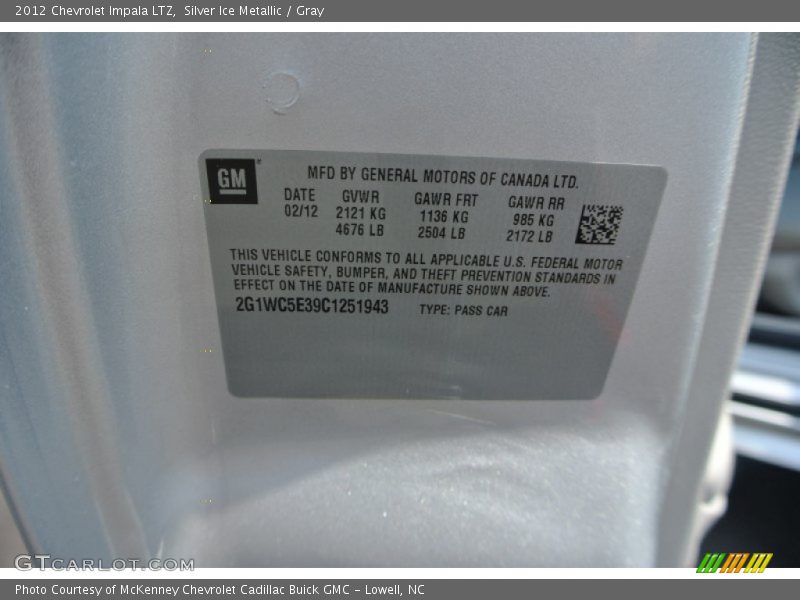 2012 Chevrolet Impala LTZ, Silver Ice Metallic / Gray
GM
MFD BY GENERAL MOTORS OF CANADA LTD.
DATE GVWR GAWR FRT GAWR RR
02/12 2121 KG 1136 KG 985 KG
4676 LB 2504 LB 2172 LB
THIS VEHICLE CONFORMS TO ALL APPLICABLE U.S. FEDERAL MOTOR
VEHICLE SAFETY, BUMPER, AND THEFT PREVENTION STANDARDS IN
EFFECT ON THE DATE OF MANUFACTURE SHOWN ABOVE.
2G1WC5E39C1251943 TYPE: PASS CAR
GTCARLOT.COM
Photo Courtesy of McKenney Chevrolet Cadillac Buick GMC - Lowell, NC